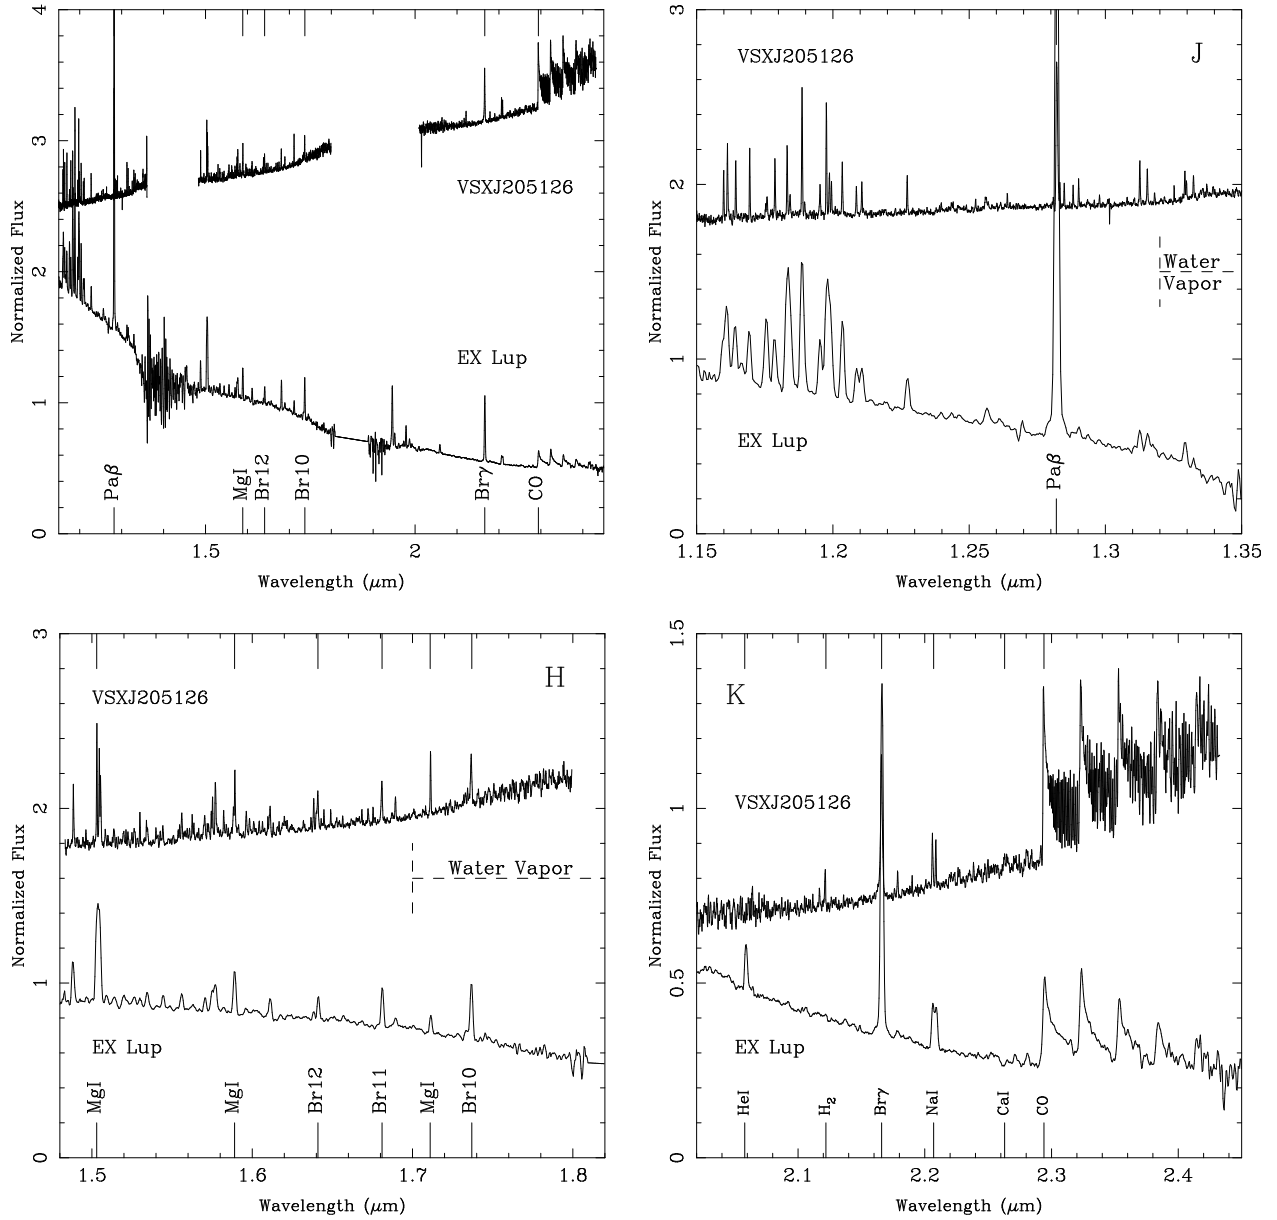 4
3
2
1
0
Normalized Flux
VSXJ205126
EX Lup
Paβ
MgI
Br12
Br10
Brγ
CO
1.5
2
Wavelength (μm)
3
2
1
0
Normalized Flux
VSXJ205126
J
Water
Vapor
EX Lup
Paβ
1.15
1.2
1.25
1.3
1.35
Wavelength (μm)
3
2
1
0
Normalized Flux
H
VSXJ205126
Water Vapor
EX Lup
MgI
MgI
Br12
Br11
MgI
Br10
1.5
1.6
1.7
1.8
Wavelength (μm)
1.5
1
0.5
0
Normalized Flux
K
VSXJ205126
EX Lup
HeI
H2
Brγ
NaI
CaI
CO
2.1
2.2
2.3
2.4
Wavelength (μm)